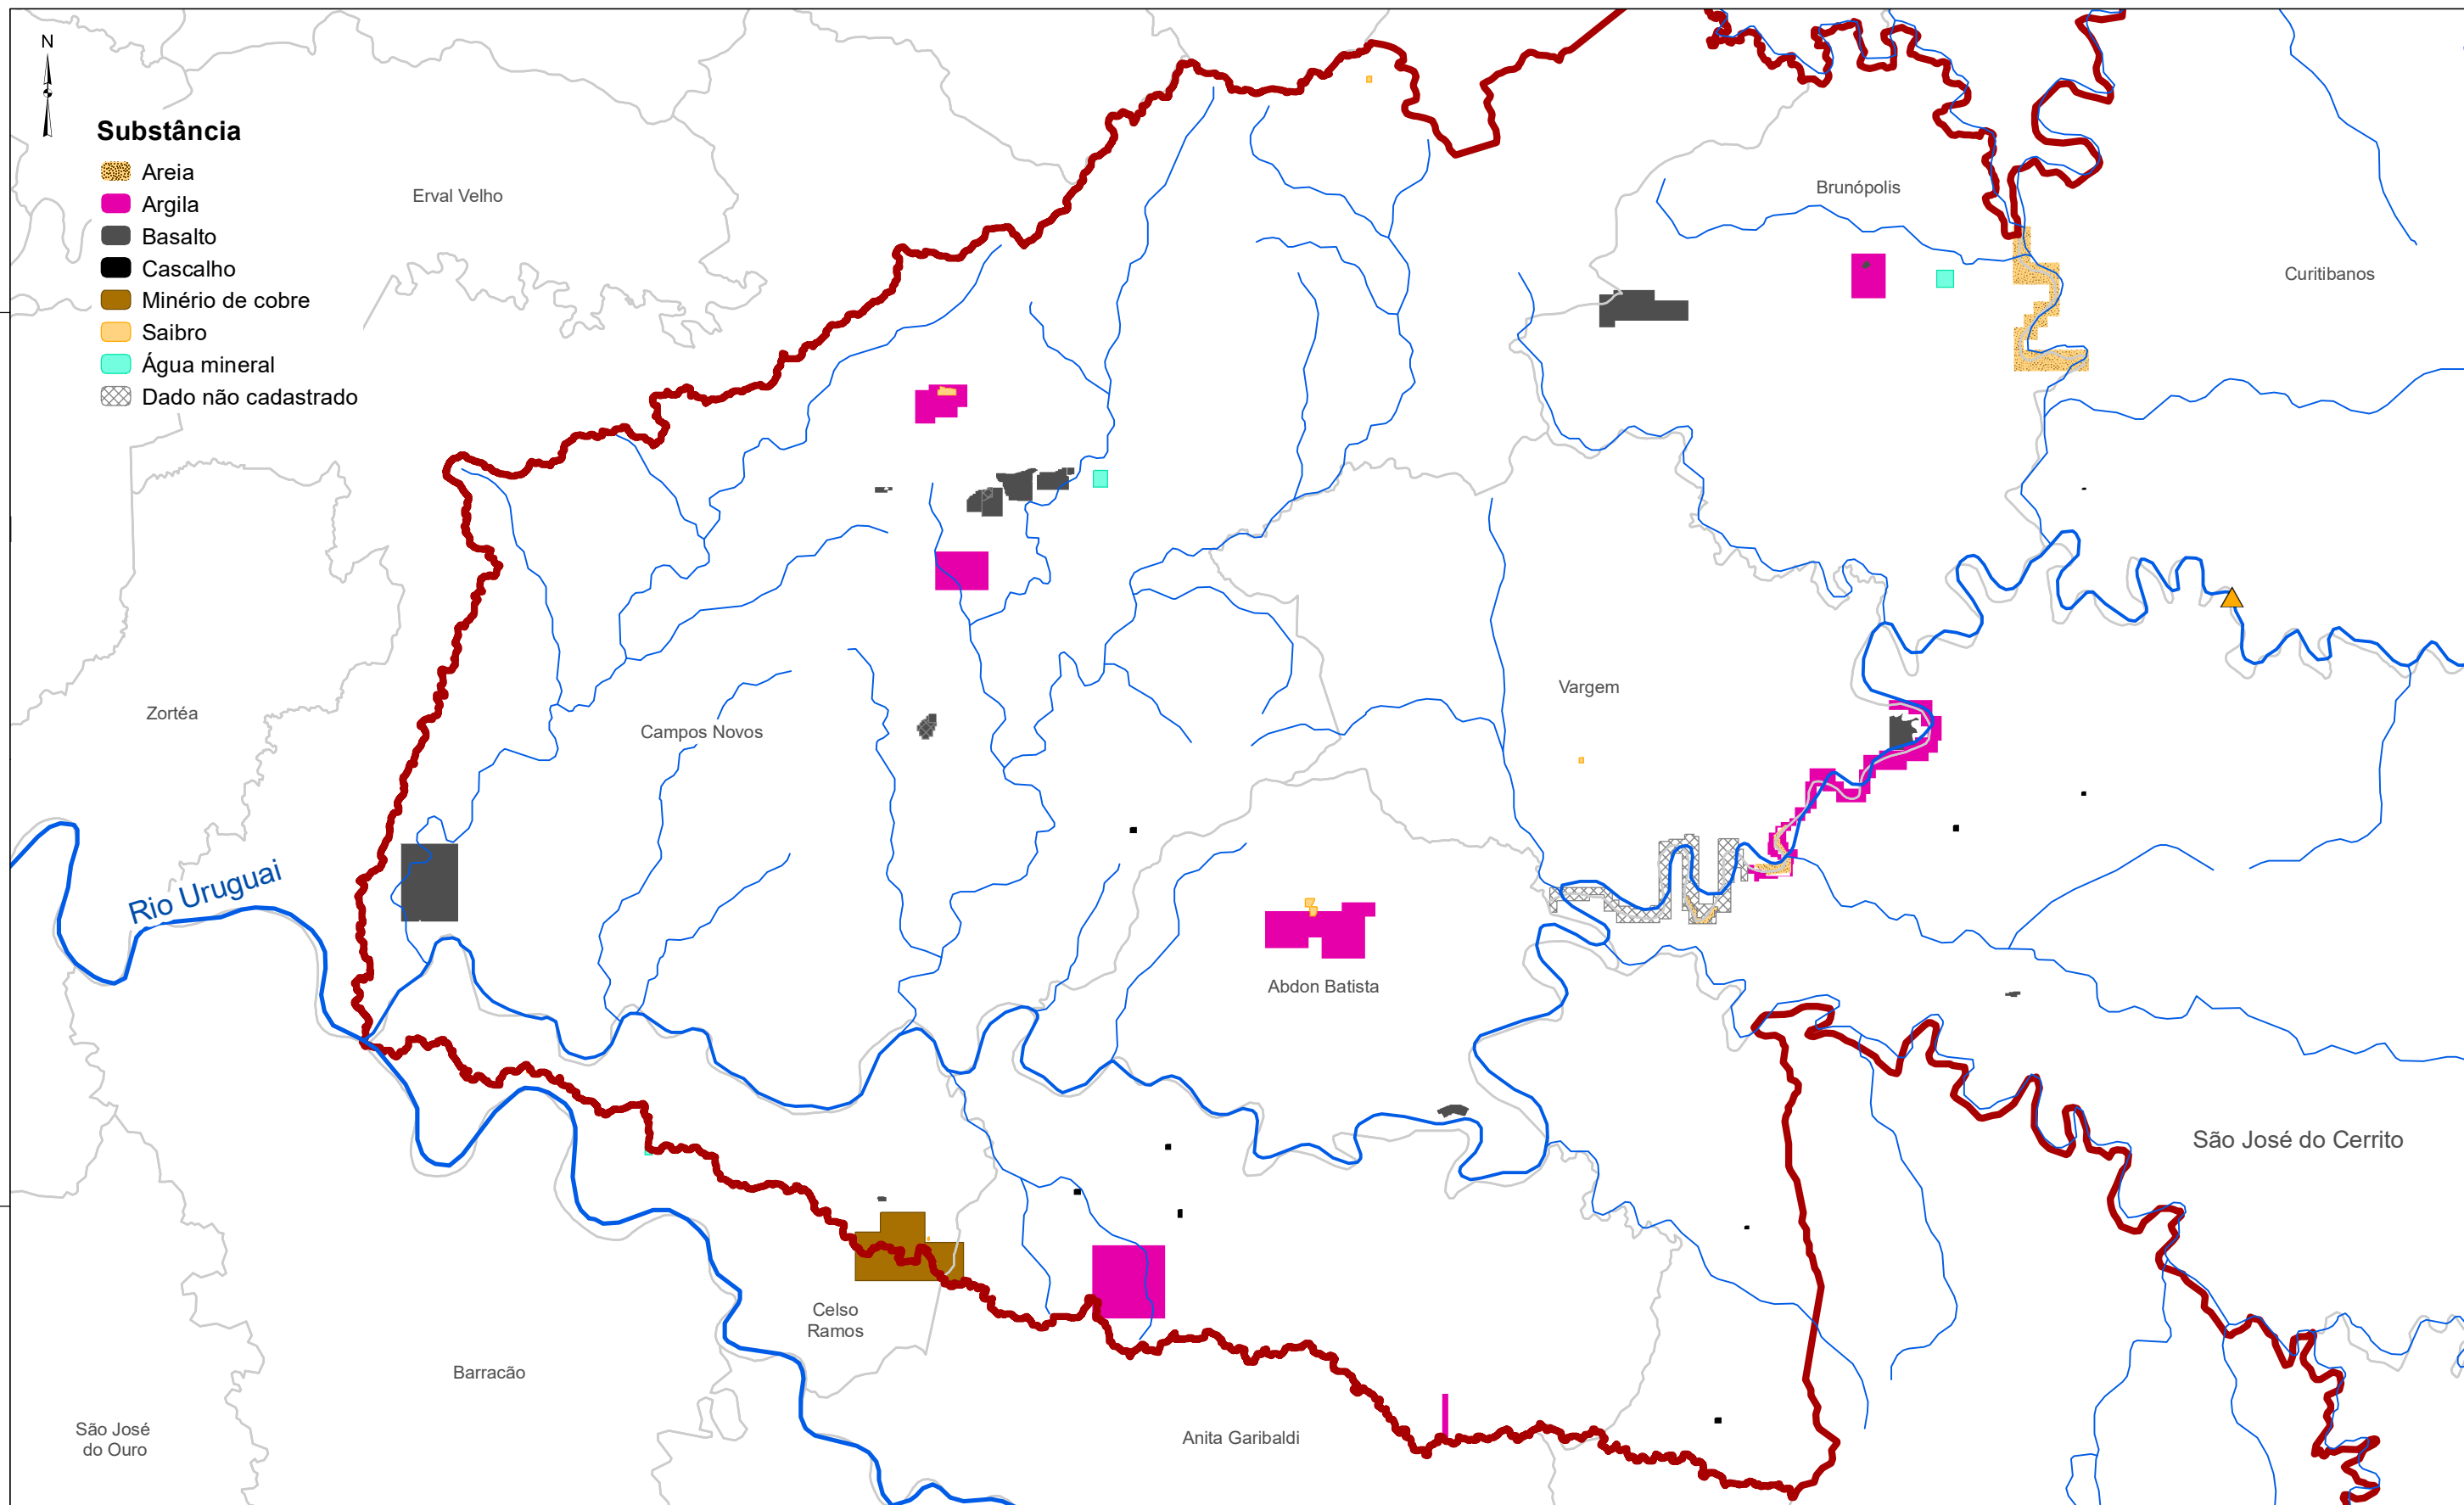 N
Substância
Areia
Argila
Basalto
Cascalho
Minério de cobre
Saibro
Água mineral
Dado não cadastrado
Erval Velho
Brunópolis
Curitibanos
Zortéa
Campos Novos
Vargem
Rio Uruguai
Abdon Batista
São José do Cerrito
Celso
Ramos
Barracão
São José
do Ouro
Anita Garibaldi